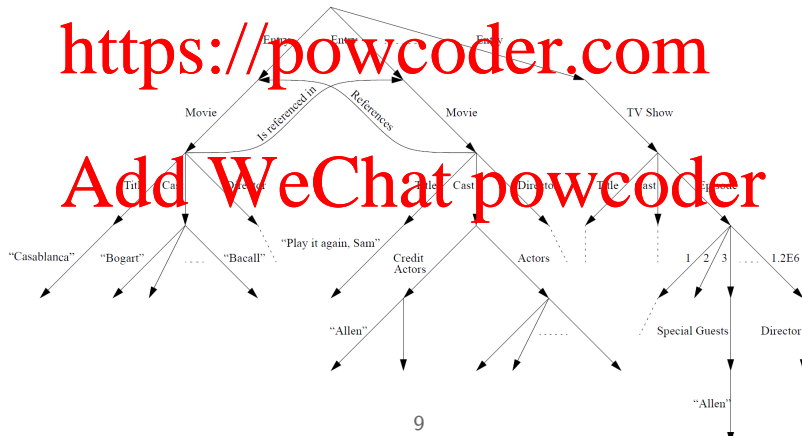 https://powcoder.com
Entry Entry Entry
Is referenced in References
Movie Movie TV Show
Add WeChat powcoder
Title Cast Director Title Cast Director Title Cast Episode
"Casablanca" "Bogart" "Bacall" "Play it again, Sam" Credit Actors Actors 1 2 3 1.2E6
"Allen" Special Guests Director
"Allen"
9